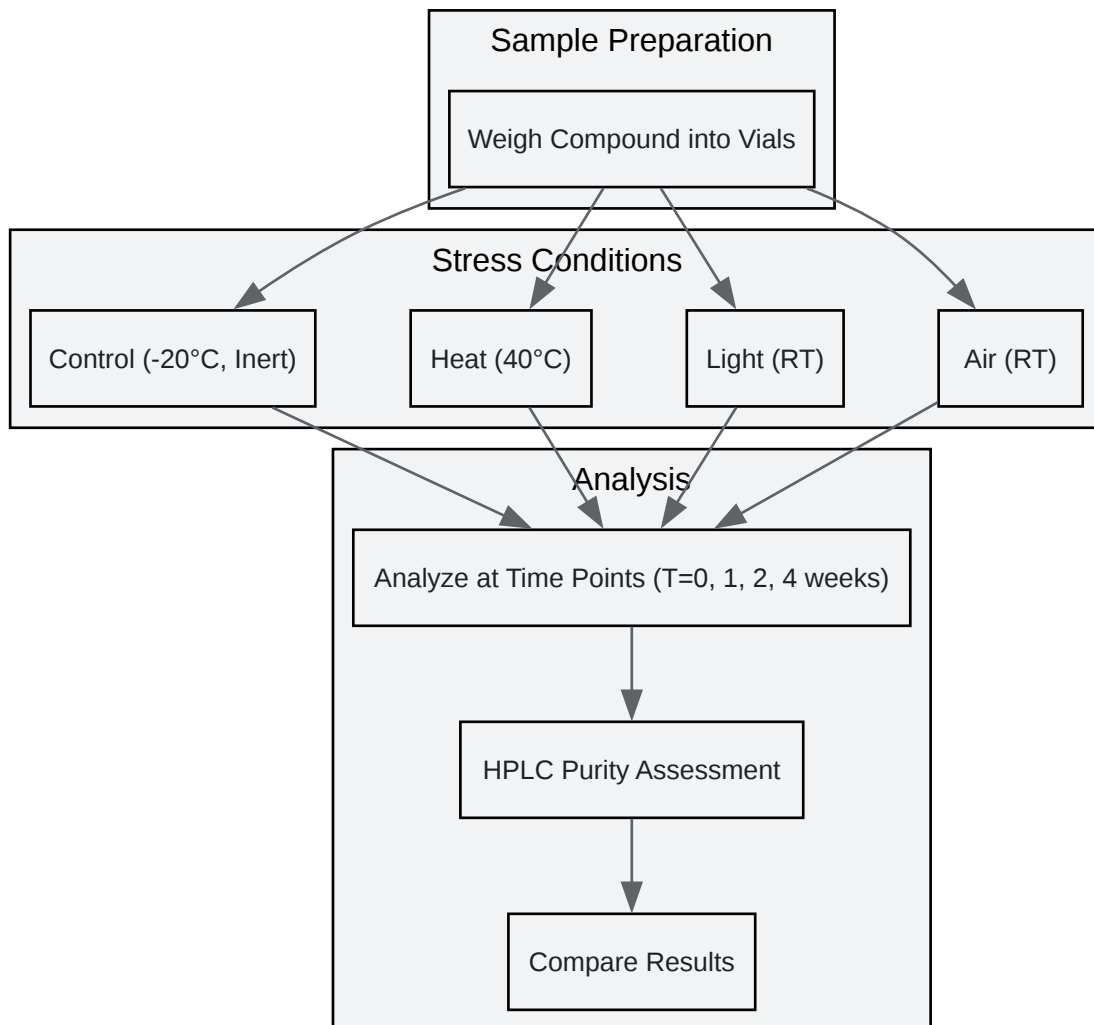 Sample Preparation
Weigh Compound into Vials
Stress Conditions
Control (-20°C, Inert)
Heat (40°C)
Light (RT)
Air (RT)
Analysis
Analyze at Time Points (T=0, 1, 2, 4 weeks)
HPLC Purity Assessment
Compare Results